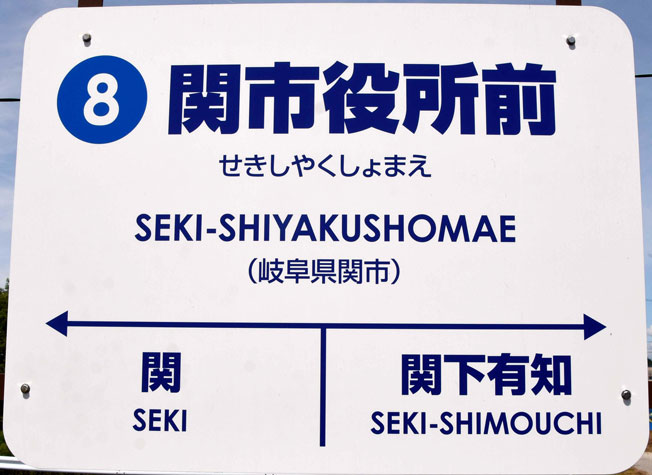 8 関市役所前
せきしやくしょまえ
SEKI-SHIYAKUSHOMAE
(岐阜県関市)
関 関下有知
SEKI SEKI-SHIMOUCHI